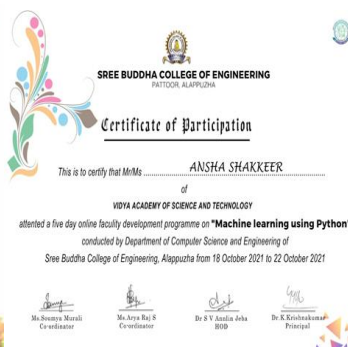 SREE BUDDHA COLLEGE OF ENGINEERING
PATTOOR, ALAPPUZHA
Certificate of Participation
This is to certify that Mr/Ms ANSHA SHAKKEER
of
VIDYA ACADEMY OF SCIENCE AND TECHNOLOGY
attented a five day online faculty development programme on "Machine learning using Python"
conducted by Department of Computer Science and Engineering of
Sree Buddha College of Engineering, Alappuzha from 18 October 2021 to 22 October 2021
Ms.Soumya Murali Ms.Arya Raj S Dr S V Annlin Jeba Dr.K.Krishnakumar
Co-ordinator Co-ordinator HOD Principal